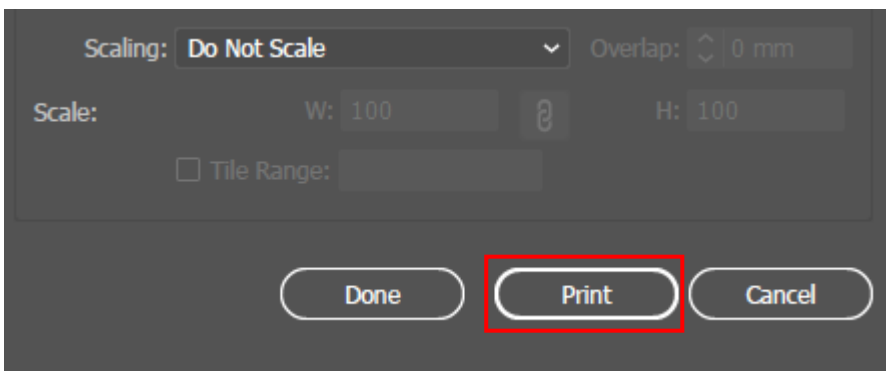 Scaling: Do Not Scale Overlap: 0 mm
Scale: W: 100 H: 100
Tile Range:
Done Print Cancel